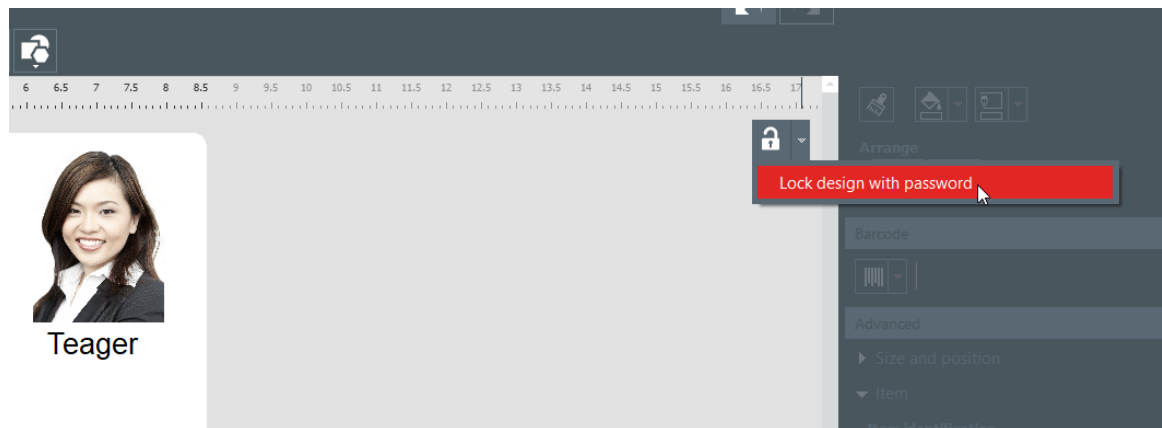 6 6.5 7 7.5 8 8.5 9 9.5 10 10.5 11 11.5 12 12.5 13 13.5 14 14.5 15 15.5 16 16.5 17
Arrange
Lock design with password
Barcode
Teager
Advanced
Size and position
Item